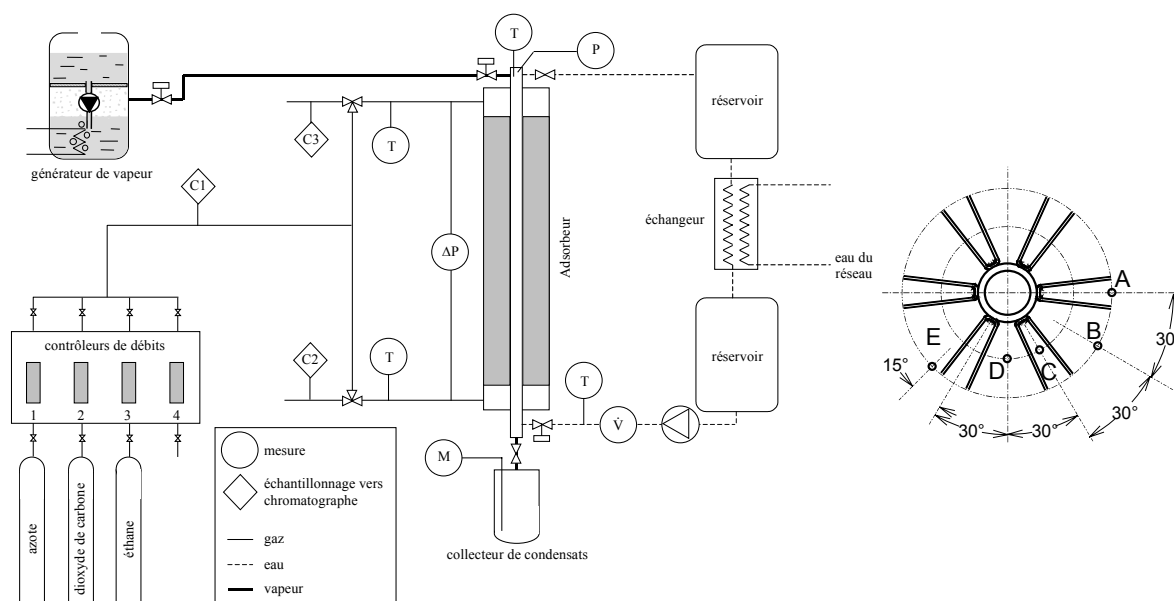 T
P
réservoir
C3
T
générateur de vapeur
C1
échangeur
eau du
réseau
ΔP
Adsorbeur
A
E
B
30°
15°
D
C
30°
30°
30°
contrôleurs de débits
1 2 3 4
C2
T
réservoir
T
V̇
M
mesure
échantillonnage vers
chromatographe
gaz
eau
vapeur
collecteur de condensats
azote
dioxyde de carbone
éthane